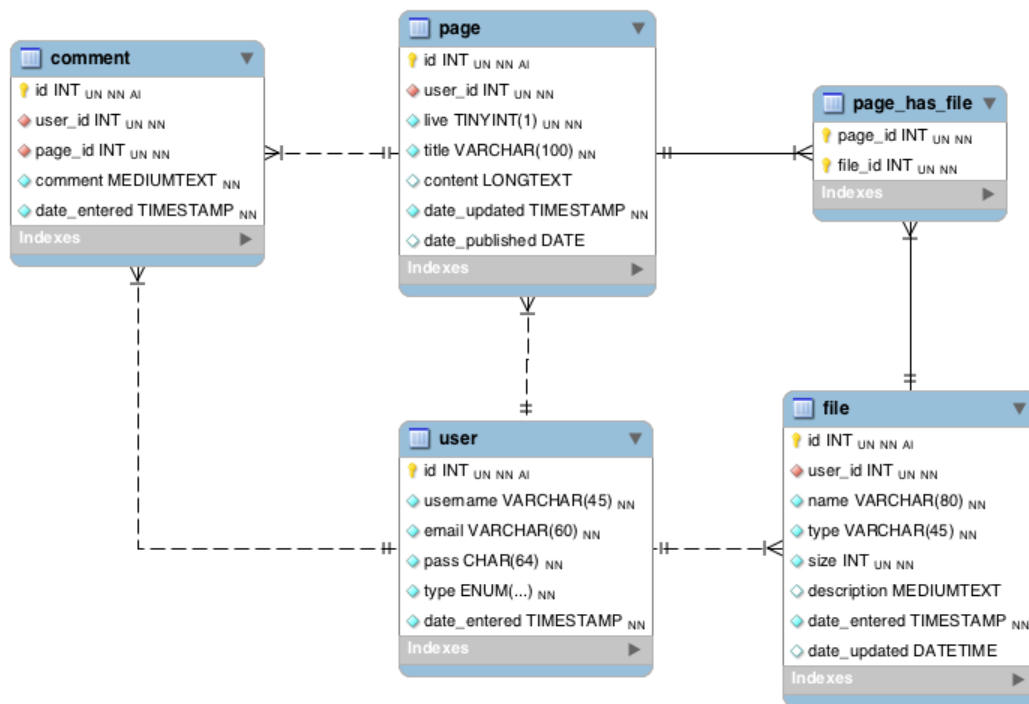 comment
id INT UN NN AI
user_id INT UN NN
page_id INT UN NN
comment MEDIUMTEXT NN
date_entered TIMESTAMP NN
Indexes
page
id INT UN NN AI
user_id INT UN NN
live TINYINT(1) UN NN
title VARCHAR(100) NN
content LONGTEXT
date_updated TIMESTAMP NN
date_published DATE
Indexes
page_has_file
page_id INT UN NN
file_id INT UN NN
Indexes
user
id INT UN NN AI
username VARCHAR(45) NN
email VARCHAR(60) NN
pass CHAR(64) NN
type ENUM(...) NN
date_entered TIMESTAMP NN
Indexes
file
id INT UN NN AI
user_id INT UN NN
name VARCHAR(80) NN
type VARCHAR(45) NN
size INT UN NN
description MEDIUMTEXT
date_entered TIMESTAMP NN
date_updated DATETIME
Indexes